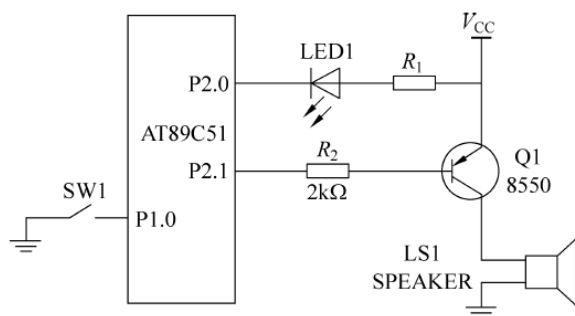 V_CC
LED1
R_1
P2.0
AT89C51
P2.1
R_2
2kΩ
Q1
8550
SW1
P1.0
LS1
SPEAKER